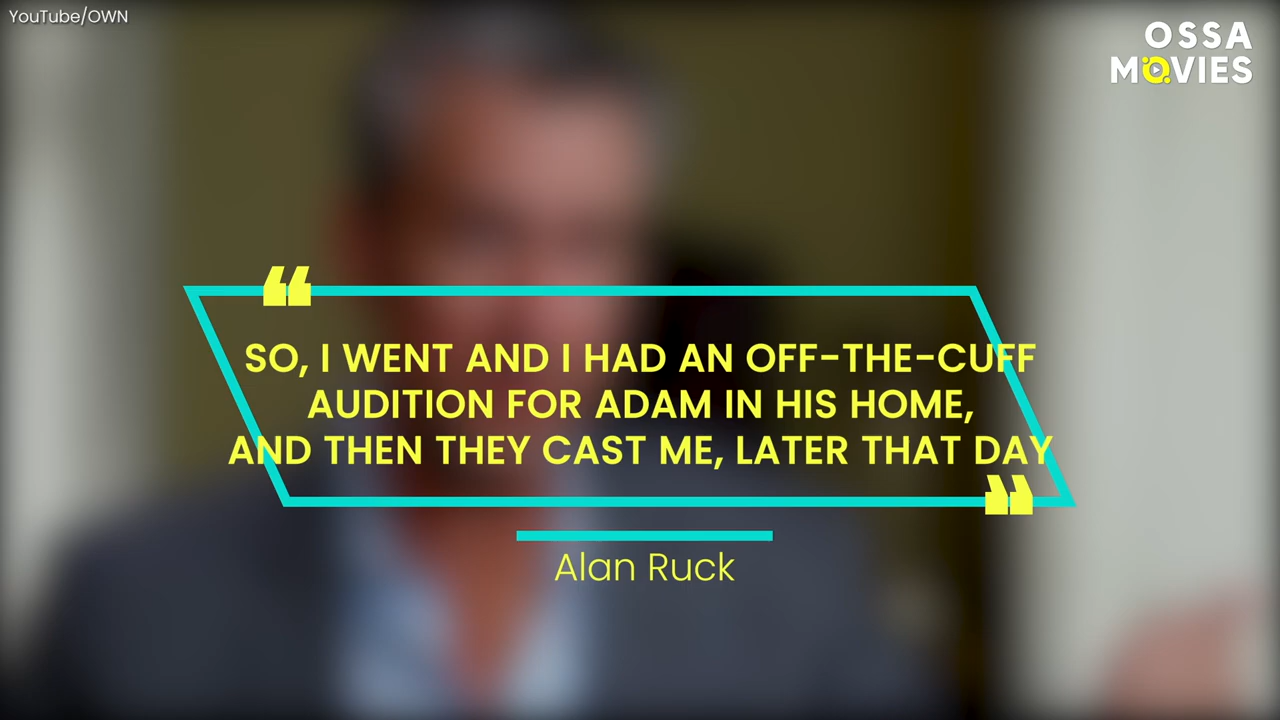 YouTube/OWN
OSSA
MOVIES
SO, I WENT AND I HAD AN OFF-THE-CUFF
AUDITION FOR ADAM IN HIS HOME,
AND THEN THEY CAST ME, LATER THAT DAY
Alan Ruck